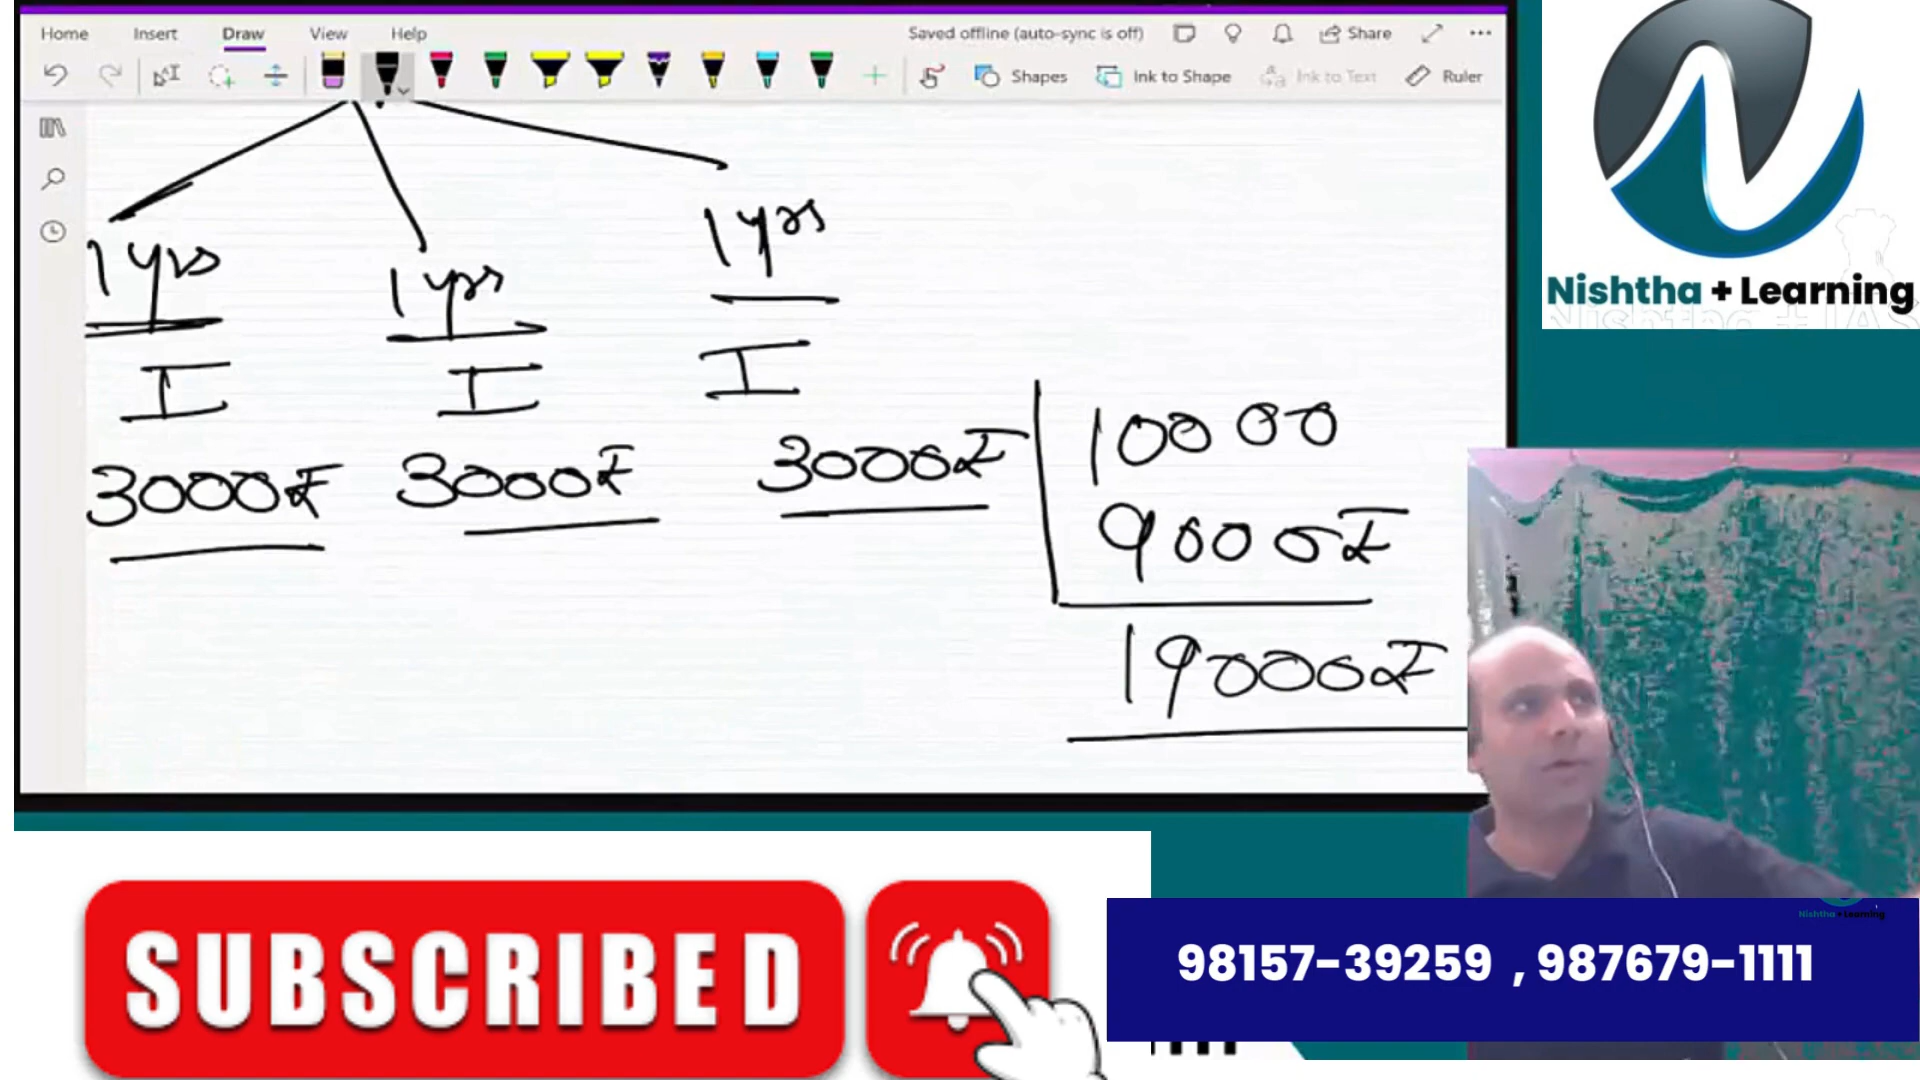 Home Insert Draw View Help Saved offline (auto-sync is off) Share
Shapes Ink to Shape Ink to Text Ruler
1 yrs 1 yrs 1 yrs
I I I
3000₹ 3000₹ 3000₹
10000
9000₹
19000₹
Nishtha + Learning
SUBSCRIBED
Nishtha + Learning
98157-39259 , 987679-1111